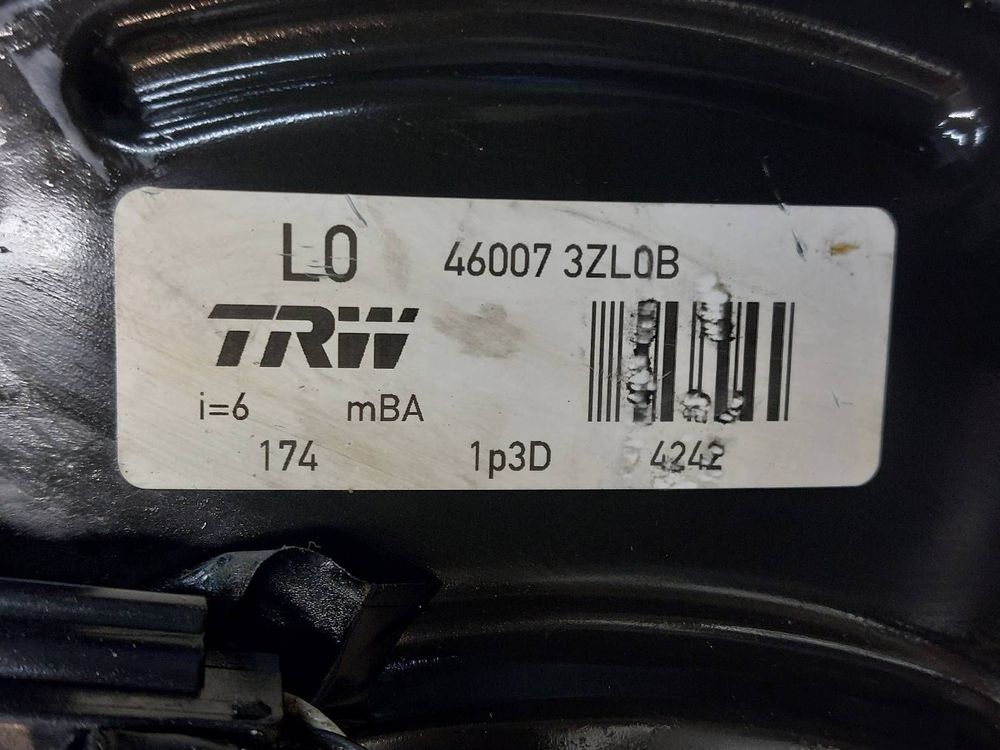 L0 46007 3ZL0B
TRW
i=6 mBA
174 1p3D 4242